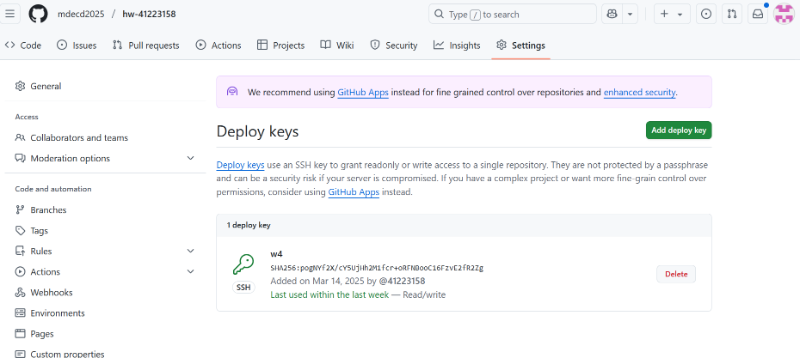 mdecd2025 / hw-41223158
Type / to search
Code Issues Pull requests Actions Projects Wiki Security Insights Settings
General
Access
Collaborators and teams
Moderation options
Code and automation
Branches
Tags
Rules
Actions
Webhooks
Environments
Pages
Custom properties
We recommend using GitHub Apps instead for fine grained control over repositories and enhanced security.
Deploy keys
Add deploy key
Deploy keys use an SSH key to grant readonly or write access to a single repository. They are not protected by a passphrase
and can be a security risk if your server is compromised. If you have a complex project or want more fine-grain control over
permissions, consider using GitHub Apps instead.
1 deploy key
w4
Added on Mar 14, 2025 by @41223158
SSH
Last used within the last week — Read/write
Delete